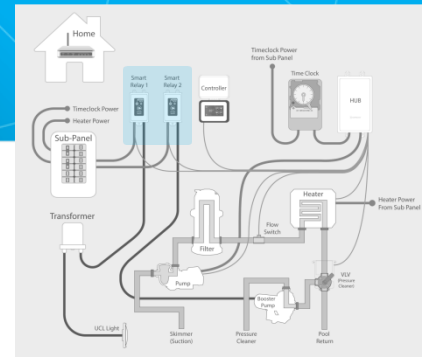 Home
Smart
Relay 1
Smart
Relay 2
Controller
Timeclock Power
from Sub Panel
Time Clock
HUB
Timeclock Power
Heater Power
Sub-Panel
Transformer
Heater
Heater Power
From Sub Panel
Flow
Switch
Filter
Pump
VLV
(Pressure
Cleaner)
Booster
Pump
UCL Light
Skimmer
(Suction)
Pressure
Cleaner
Pool
Return